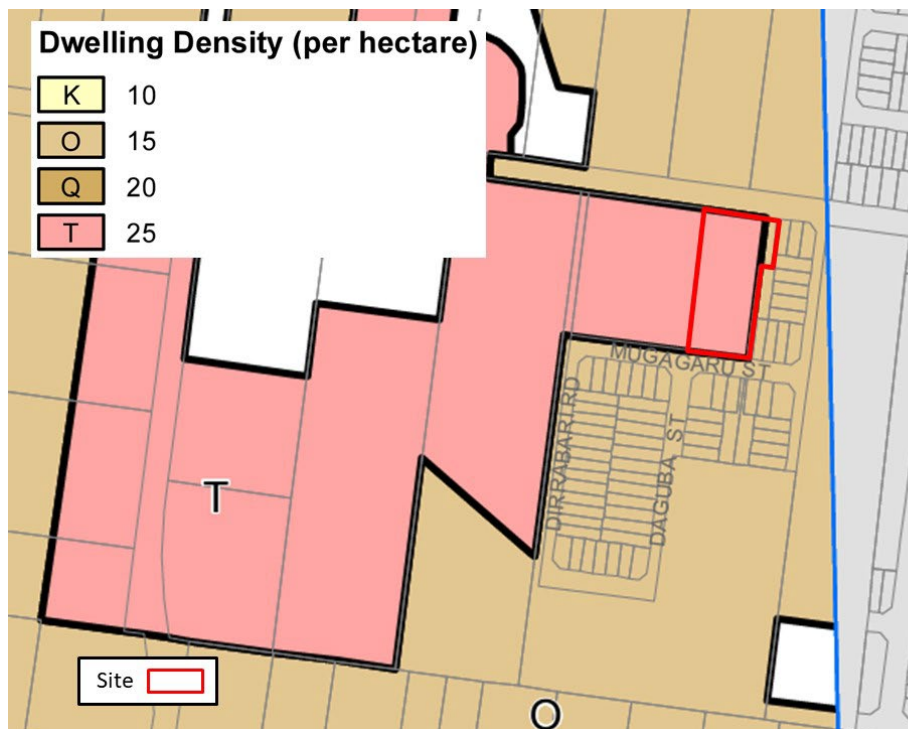 Dwelling Density (per hectare)
K 10
O 15
Q 20
T 25
MUGAGARU ST
DIRRABARI RD
DAGUBA ST
T
Site
O